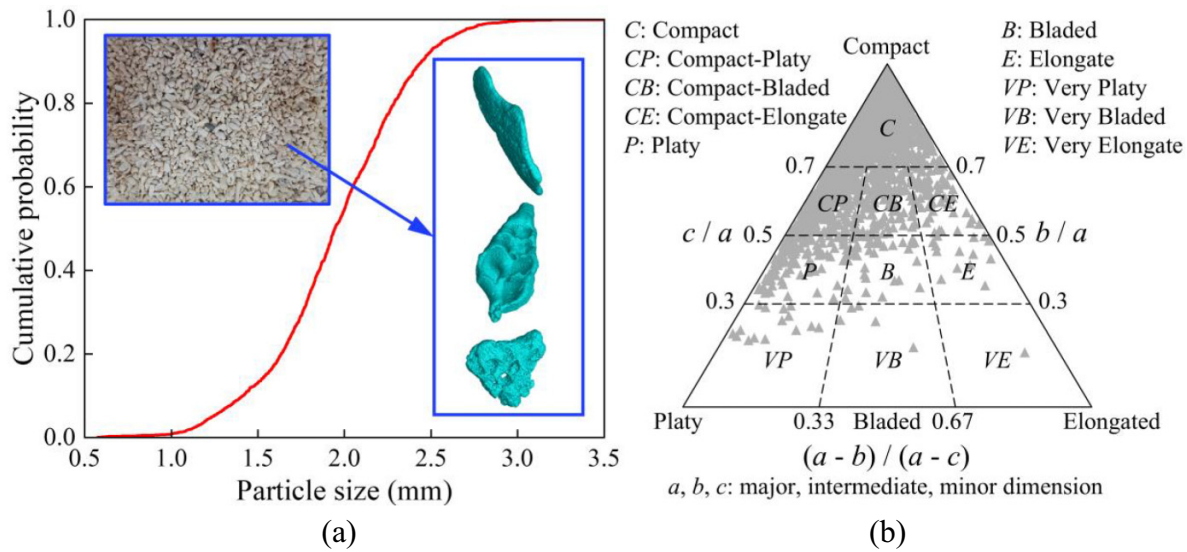 1.0
0.8
0.6
0.4
0.2
0.0
Cumulative probability
0.5 1.0 1.5 2.0 2.5 3.0 3.5
Particle size (mm)
(a)
C: Compact
CP: Compact-Platy
CB: Compact-Bladed
CE: Compact-Elongate
P: Platy
B: Bladed
E: Elongate
VP: Very Platy
VB: Very Bladed
VE: Very Elongate
Compact
C
0.7 0.7
CP CB CE
c / a 0.5 0.5 b / a
P B E
0.3 0.3
VP VB VE
Platy 0.33 Bladed 0.67 Elongated
(a - b) / (a - c)
a, b, c: major, intermediate, minor dimension
(b)